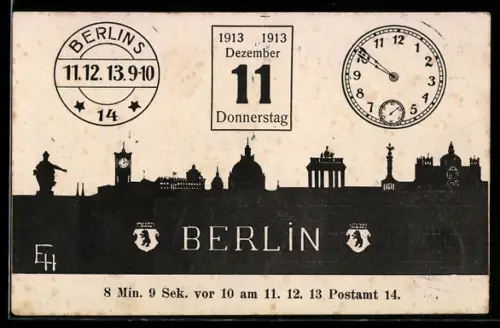 BERLIN S
11.12. 13.9-10
14
1913 1913
Dezember
11
Donnerstag
12
1
2
3
4
5
6
7
8
9
10
11
BERLiN
EH
8 Min. 9 Sek. vor 10 am 11. 12. 13 Postamt 14.